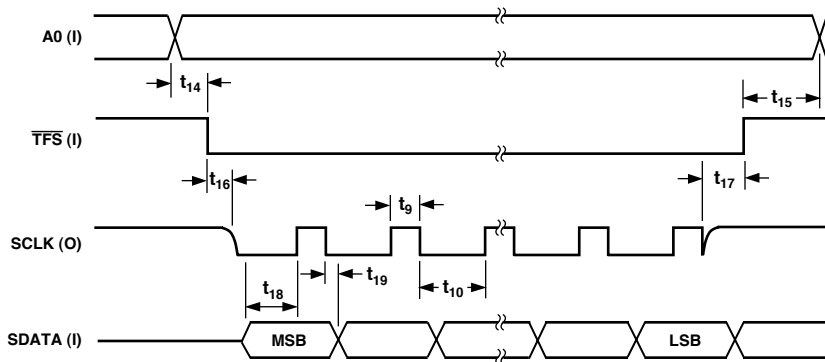 A0 (I)
t14
t15
TFS (I)
t16
t9
t17
SCLK (O)
t18
t19
t10
SDATA (I)
MSB
LSB